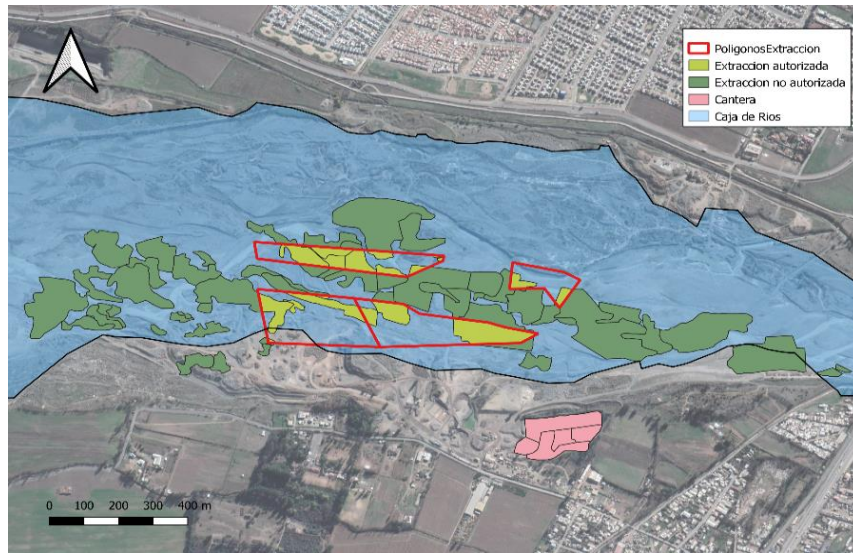 PoligonosExtraccion
Extraccion autorizada
Extraccion no autorizada
Cantera
Caja de Rios
0 100 200 300 400 m